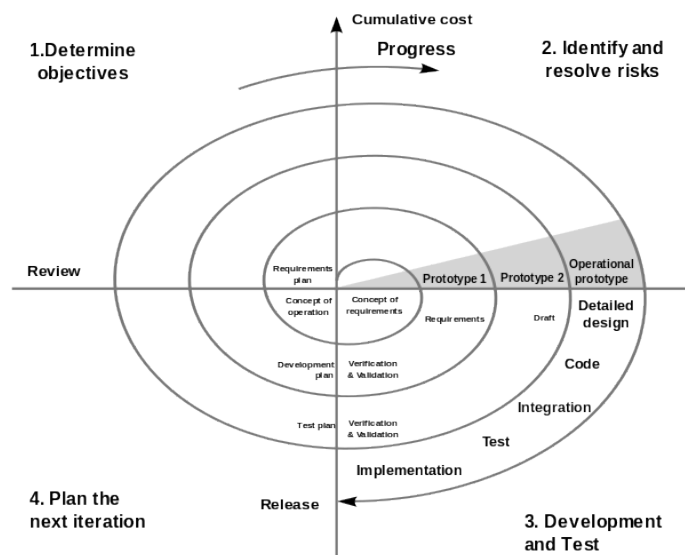 Cumulative cost
Progress
1.Determine
objectives
2. Identify and
resolve risks
Review
Requirements
plan
Prototype 1
Prototype 2
Operational
prototype
Concept of
operation
Concept of
requirements
Requirements
Draft
Detailed
design
Development
plan
Verification
& Validation
Code
Integration
Test plan
Verification
& Validation
Test
Implementation
4. Plan the
next iteration
Release
3. Development
and Test